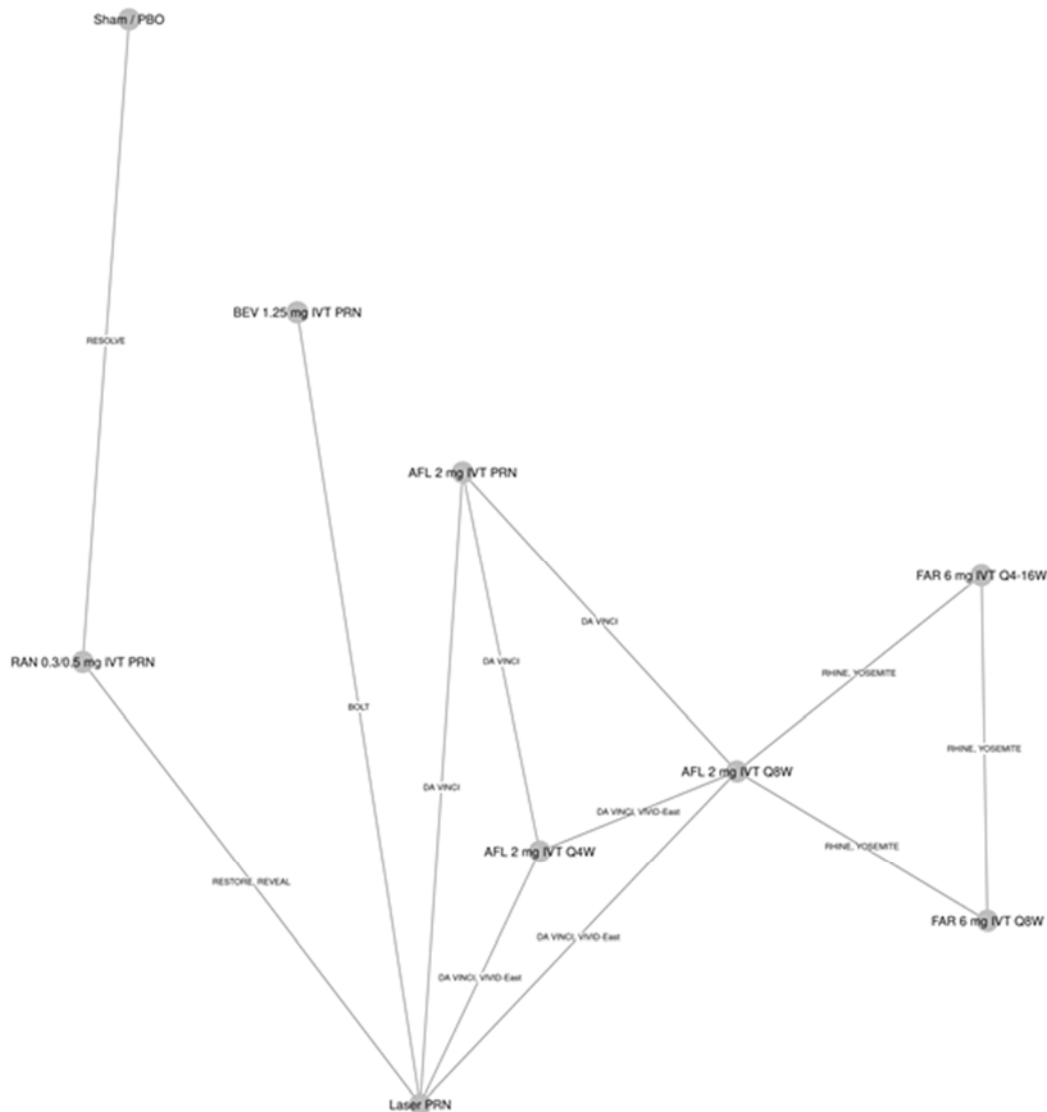 Sham / PBO
BEV 1.25 mg IVT PRN
RESOLVE
AFL 2 mg IVT PRN
FAR 6 mg IVT Q4-16W
DA VINCI
RAN 0.3/0.5 mg IVT PRN
DA VINCI
RHINE, YOSEMITE
BOLT
RHINE, YOSEMITE
AFL 2 mg IVT Q8W
DA VINCI
DA VINCI, VIVID-East
RHINE, YOSEMITE
AFL 2 mg IVT Q4W
RESTORE, REVEAL
FAR 6 mg IVT Q8W
DA VINCI, VIVID-East
DA VINCI, VIVID-East
Laser PRN